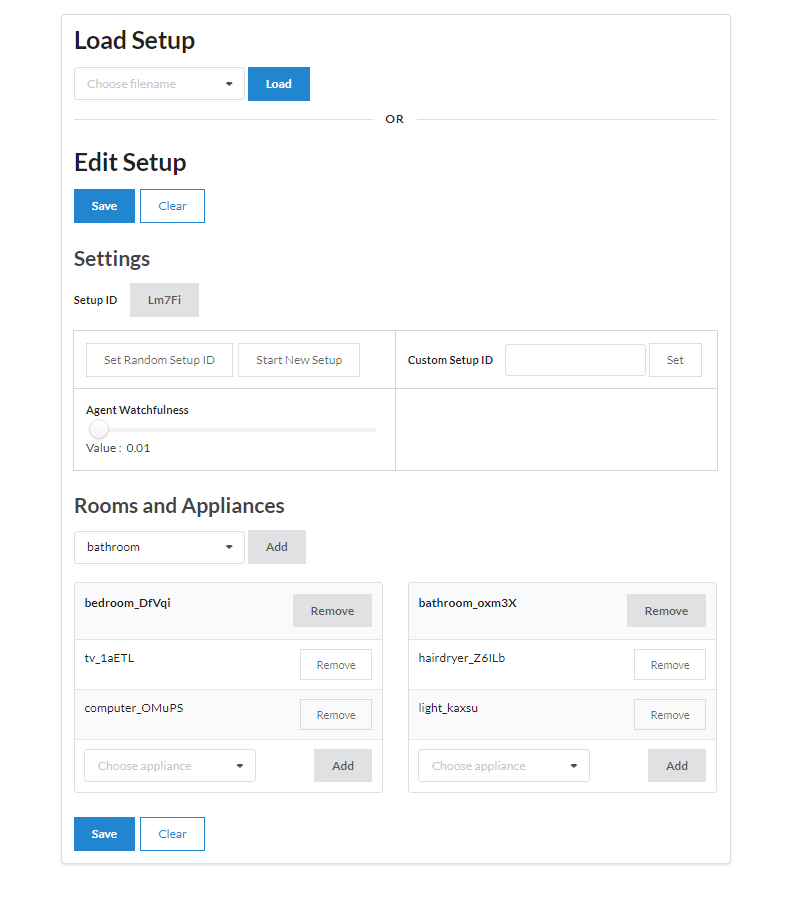 Load Setup
Choose filename Load
OR
Edit Setup
Save Clear
Settings
Setup ID Lm7Fi
Set Random Setup ID Start New Setup Custom Setup ID Set
Agent Watchfulness
Value : 0.01
Rooms and Appliances
bathroom Add
bedroom_DfVqi Remove bathroom_oxm3X Remove
tv_1aETL Remove hairdryer_Z6ILb Remove
computer_OMuPS Remove light_kaxsu Remove
Choose appliance Add Choose appliance Add
Save Clear